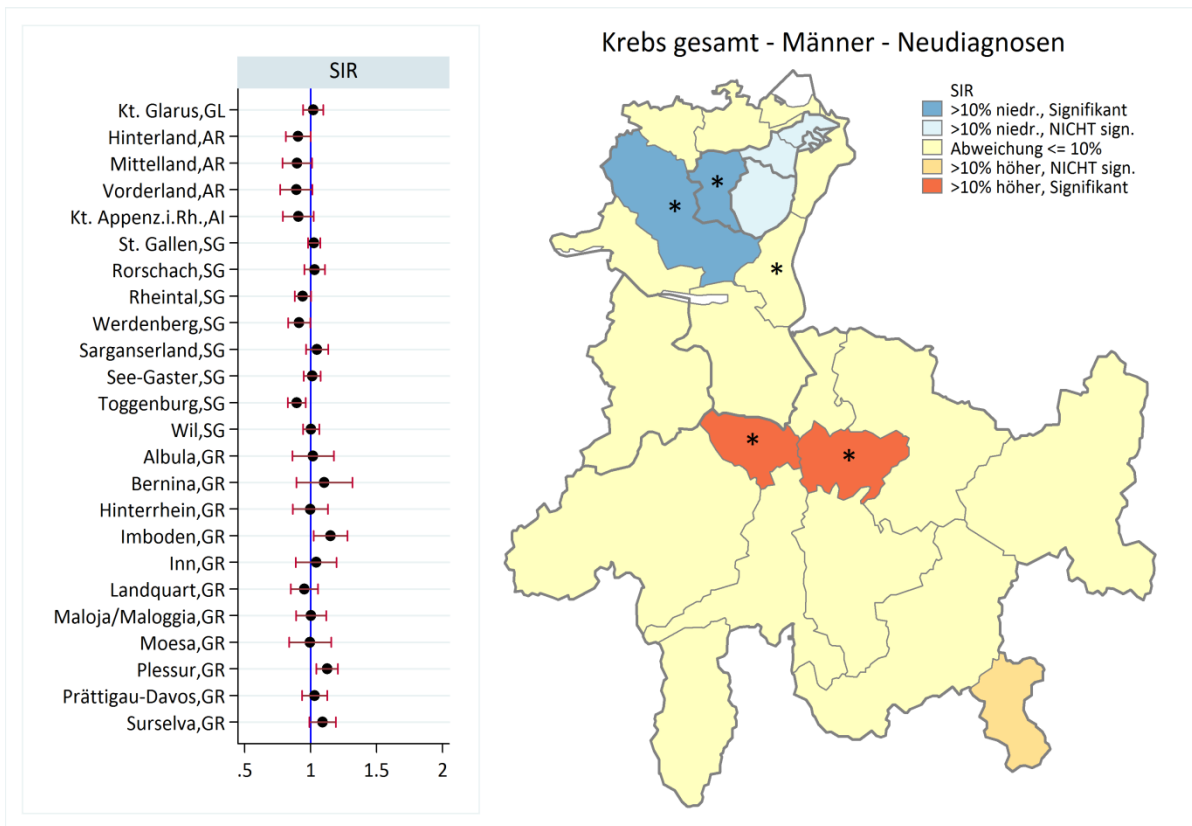 SIR
Kt. Glarus,GL
Hinterland,AR
Mittelland,AR
Vorderland,AR
Kt. Appenz.i.Rh.,AI
St. Gallen,SG
Rorschach,SG
Rheintal,SG
Werdenberg,SG
Sarganserland,SG
See-Gaster,SG
Toggenburg,SG
Wil,SG
Albula,GR
Bernina,GR
Hinterrhein,GR
Imboden,GR
Inn,GR
Landquart,GR
Maloja/Maloggia,GR
Moesa,GR
Plessur,GR
Prättigau-Davos,GR
Surselva,GR
.5 1 1.5 2
Krebs gesamt - Männer - Neudiagnosen
SIR
>10% niedr., Signifikant
>10% niedr., NICHT sign.
Abweichung <= 10%
>10% höher, NICHT sign.
>10% höher, Signifikant
*
*
*
*
*